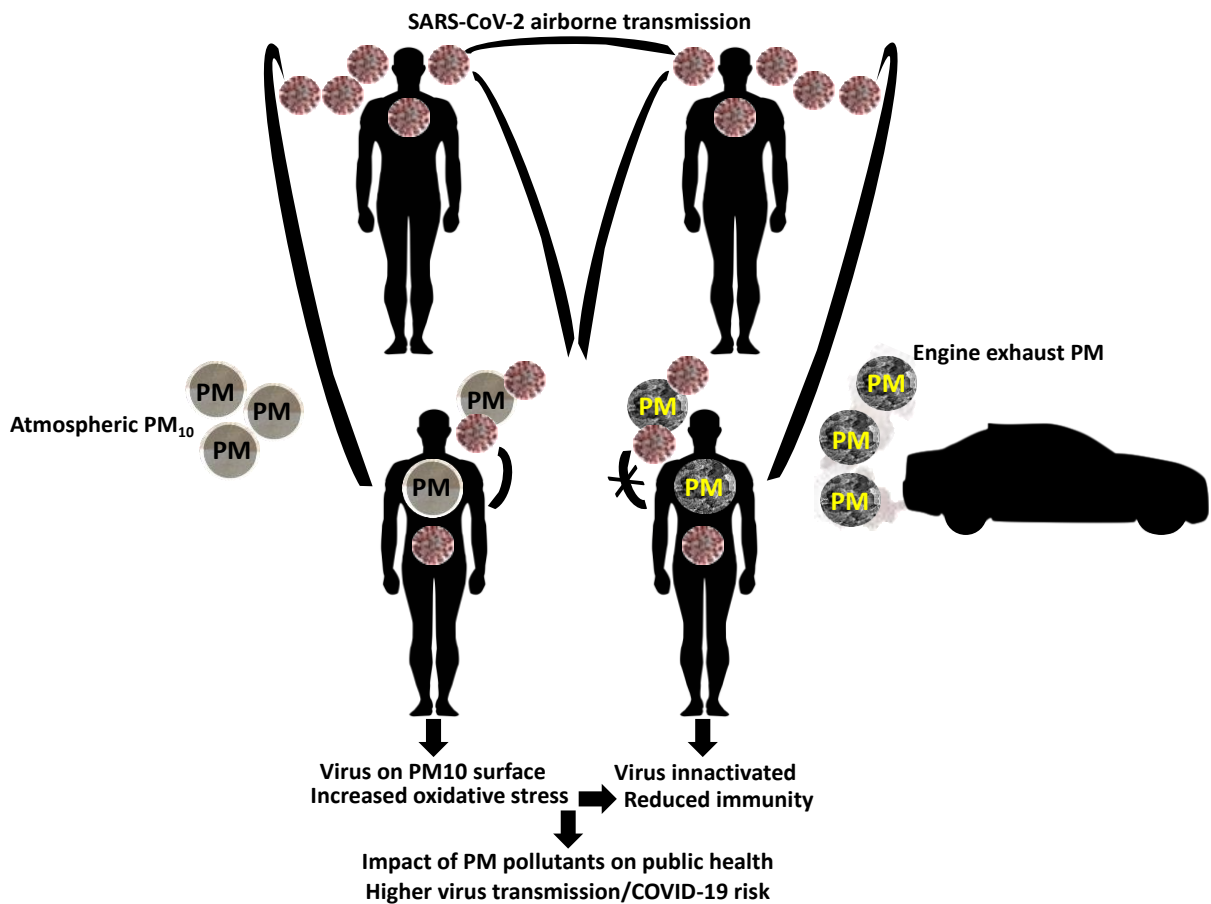 SARS-CoV-2 airborne transmission
Engine exhaust PM
PM
PM
PM
PM
PM
PM
PM
PM
Atmospheric PM10
PM
PM
PM
Virus on PM10 surface
Increased oxidative stress
Virus innactivated
Reduced immunity
Impact of PM pollutants on public health
Higher virus transmission/COVID-19 risk